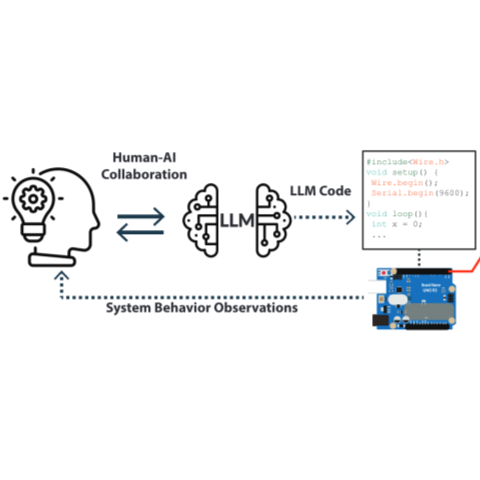 Human-AI
Collaboration
LLM
LLM Code
#include<Wire.h>
void setup() {
Wire.begin();
Serial.begin(9600);
}
void loop(){
int x = 0;
...
System Behavior Observations